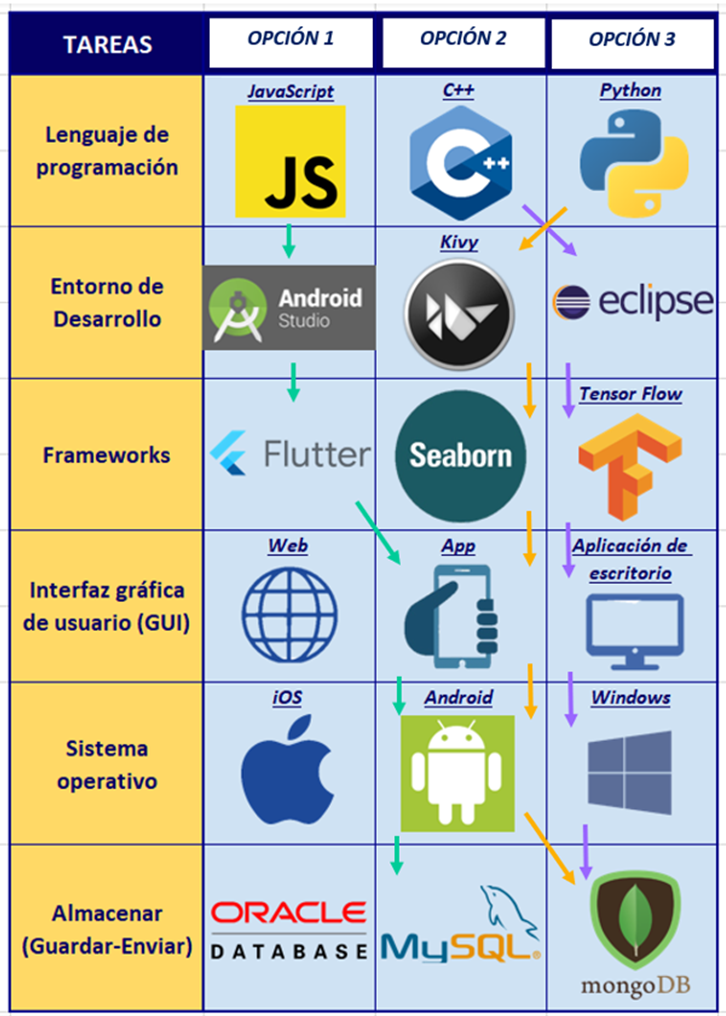 TAREAS
OPCIÓN 1
OPCIÓN 2
OPCIÓN 3
Lenguaje de
programación
JavaScript
JS
C++
C++
Python
Entorno de
Desarrollo
Android
Studio
Kivy
eclipse
Frameworks
Flutter
Seaborn
Tensor Flow
Interfaz gráfica
de usuario (GUI)
Web
App
Aplicación de
escritorio
Sistema
operativo
iOS
Android
Windows
Almacenar
(Guardar-Enviar)
ORACLE
DATABASE
MySQL®
mongoDB